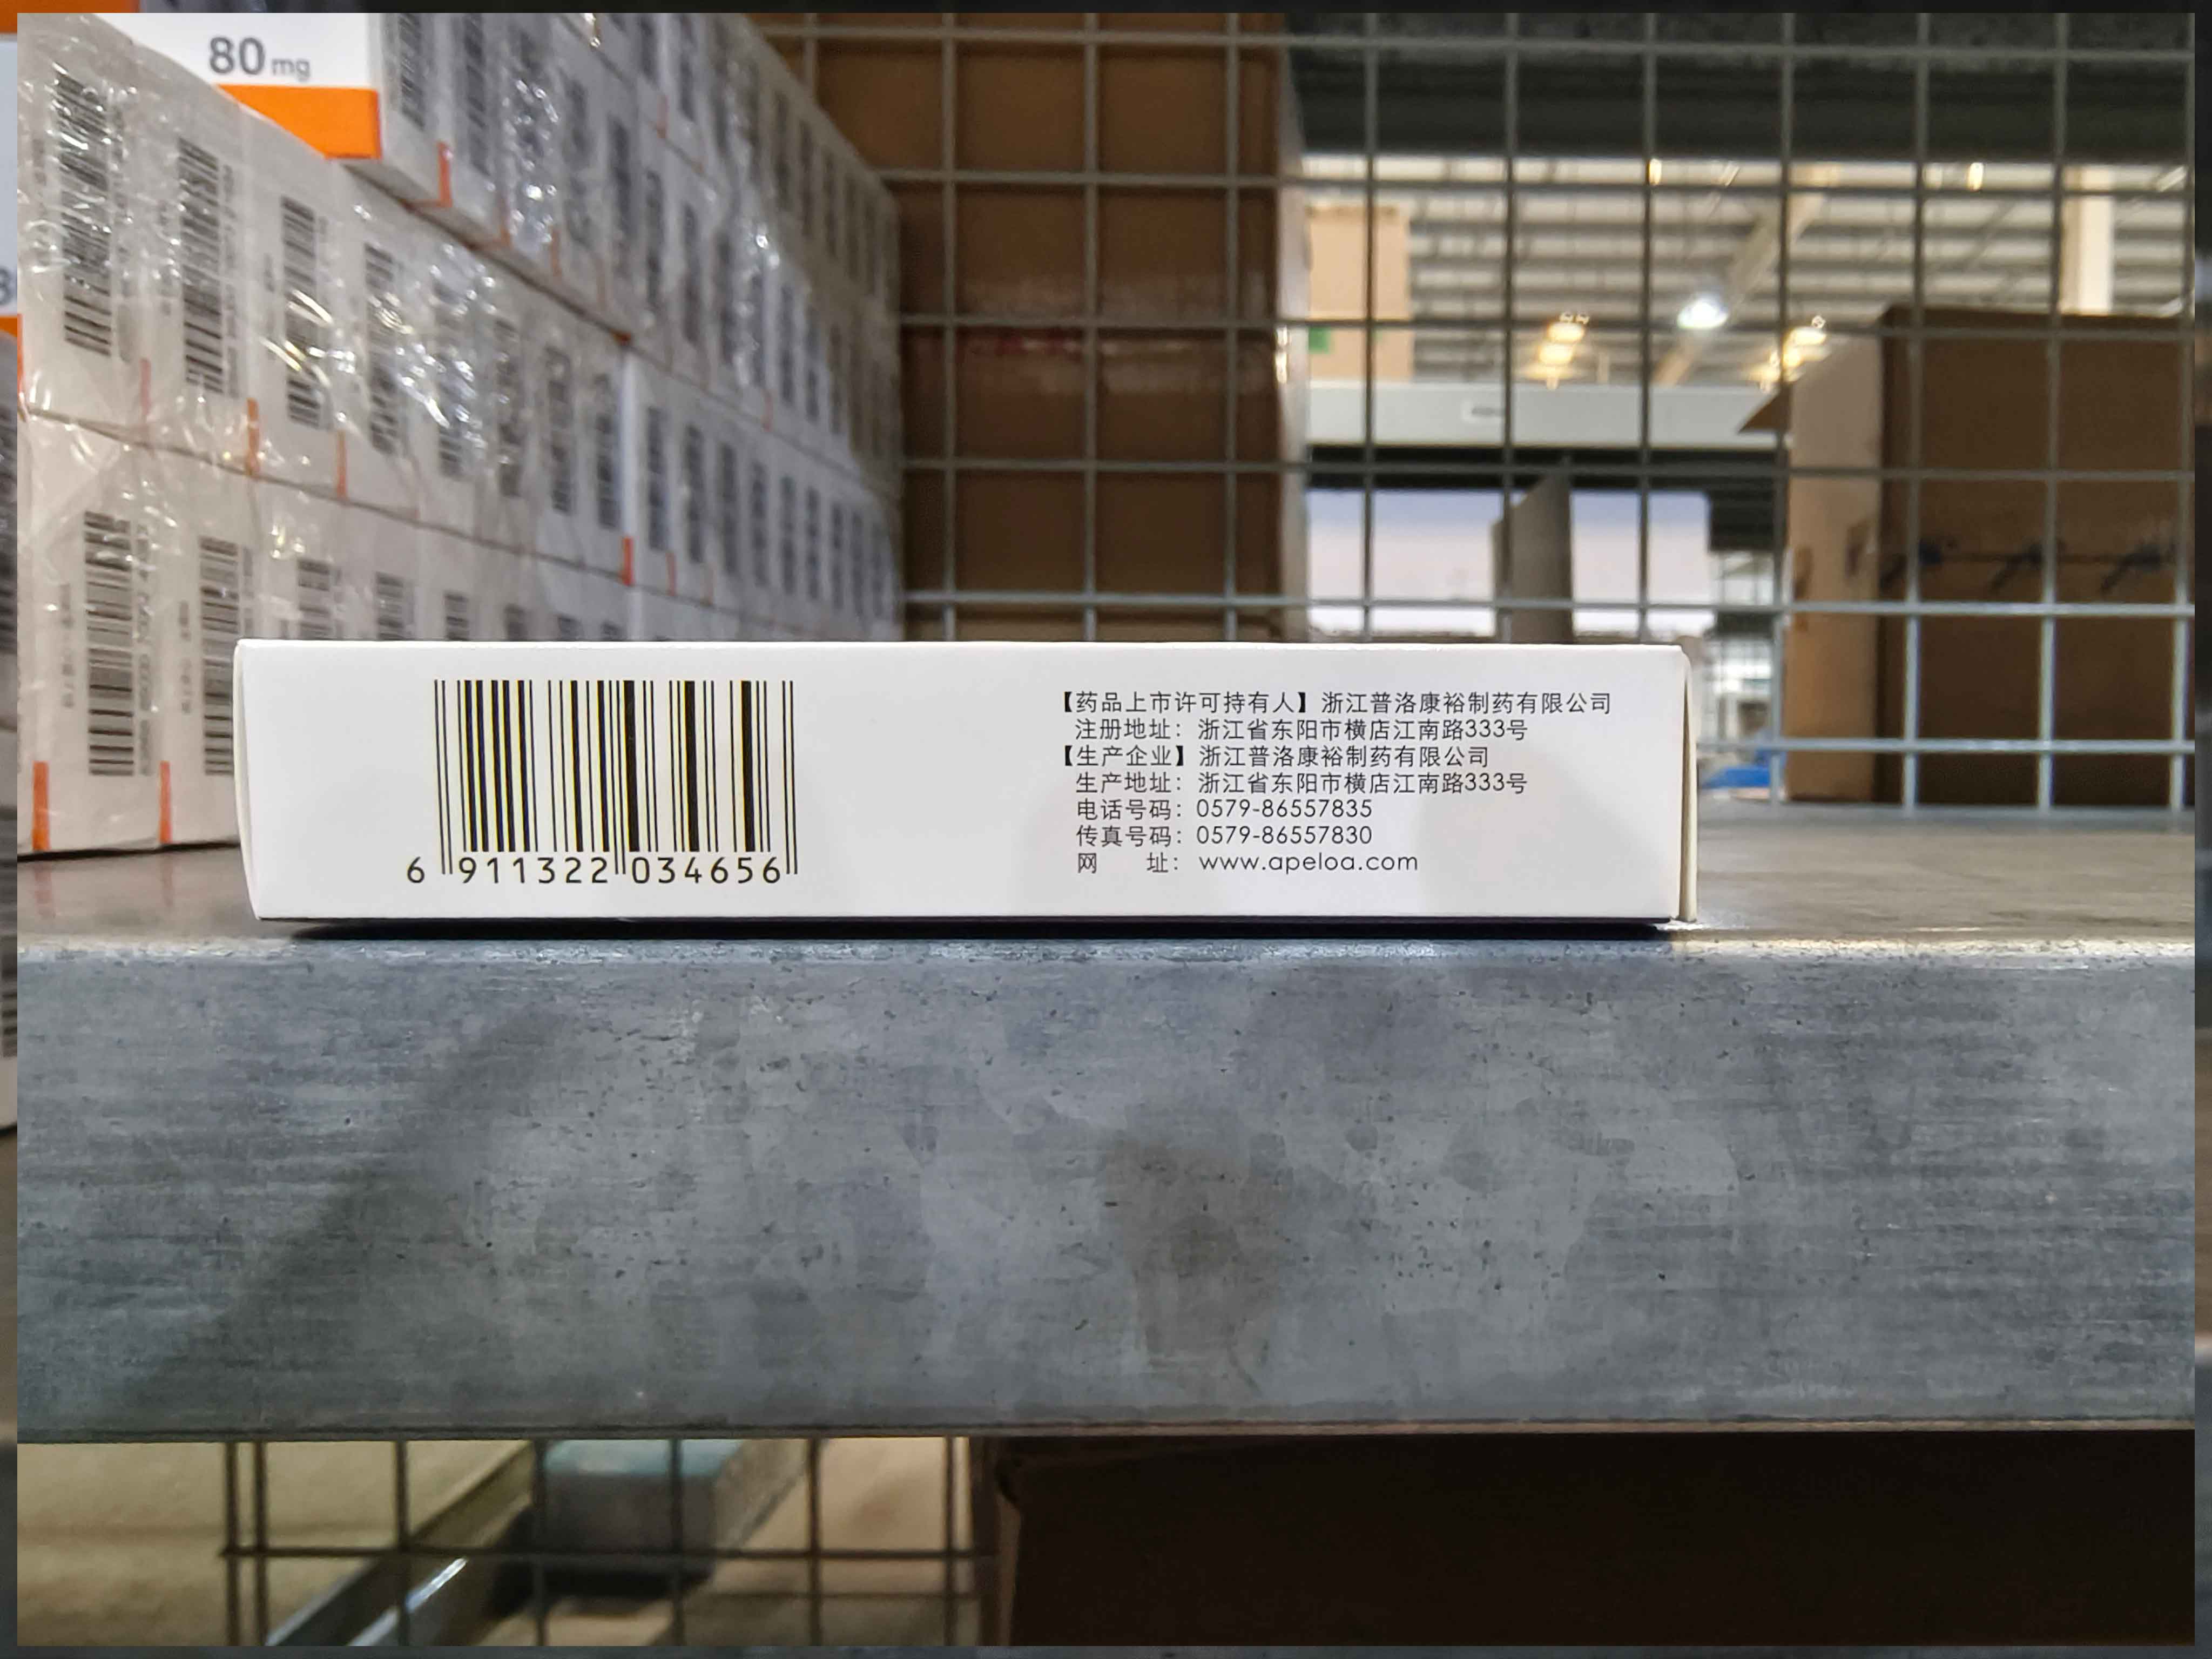 80mg
【药品上市许可持有人】浙江普洛康裕制药有限公司
注册地址：浙江省东阳市横店江南路333号
【生产企业】浙江普洛康裕制药有限公司
生产地址：浙江省东阳市横店江南路333号
电话号码：0579-86557835
传真号码：0579-86557830
网 址：www.apeloa.com
6 911322 034656